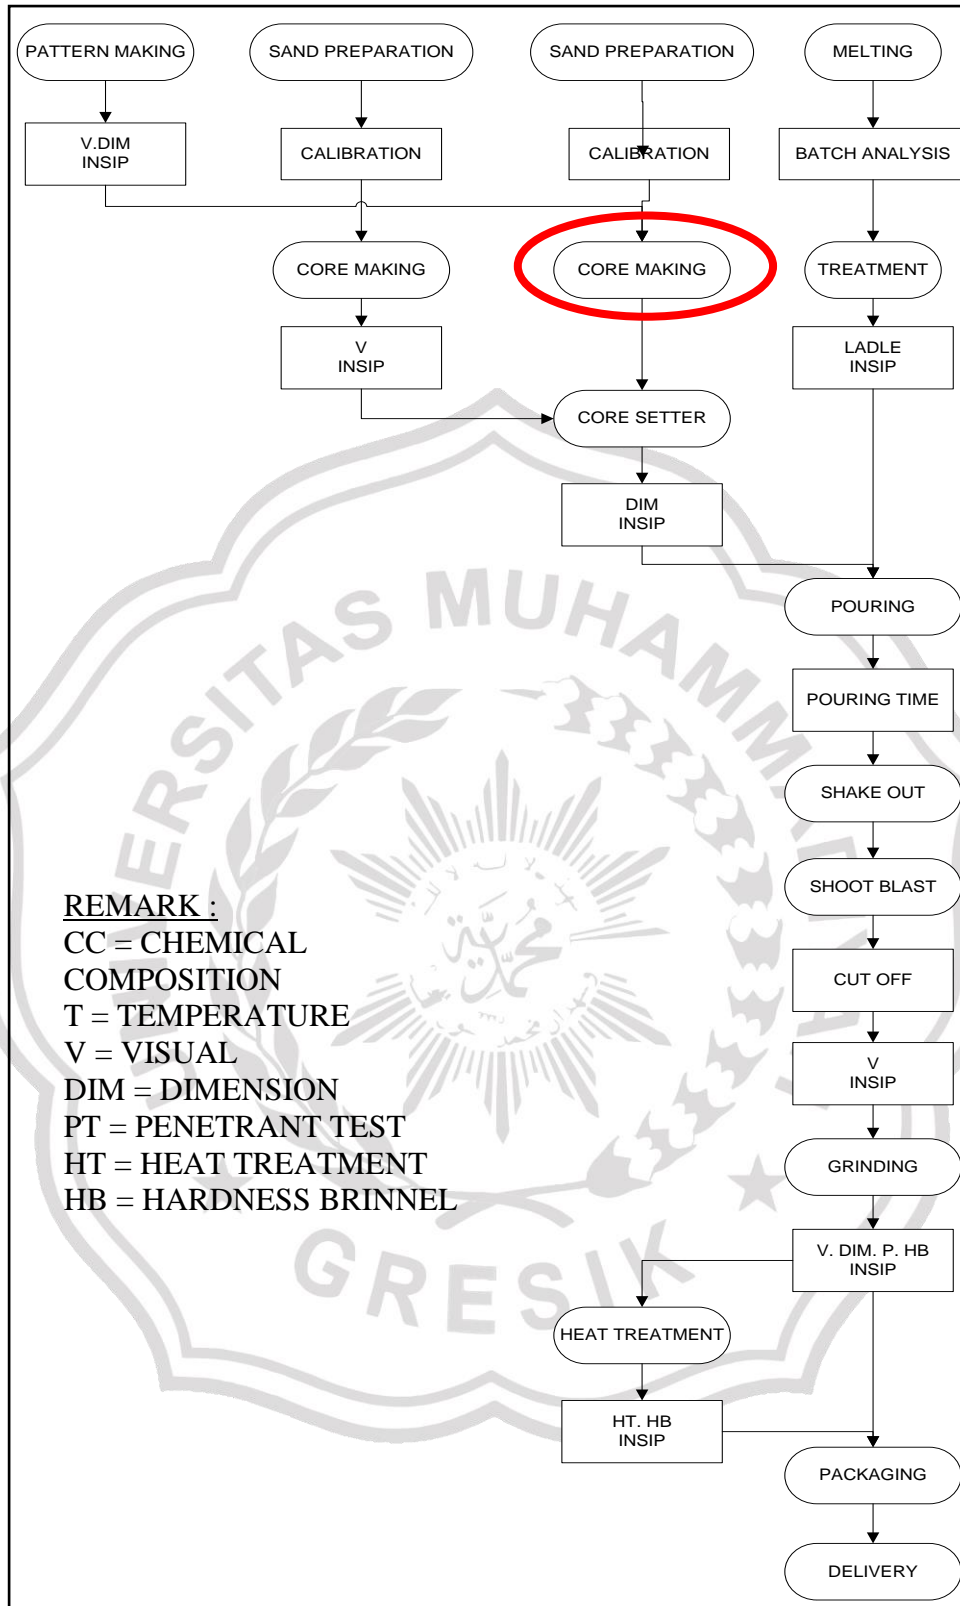 PATTERN MAKING
SAND PREPARATION
SAND PREPARATION
MELTING
V.DIM
INSIP
CALIBRATION
CALIBRATION
BATCH ANALYSIS
CORE MAKING
CORE MAKING
TREATMENT
V
INSIP
LADLE
INSIP
CORE SETTER
DIM
INSIP
POURING
POURING TIME
SHAKE OUT
SHOOT BLAST
CUT OFF
V
INSIP
GRINDING
V. DIM. P. HB
INSIP
HEAT TREATMENT
HT. HB
INSIP
PACKAGING
DELIVERY
REMARK :
CC = CHEMICAL
COMPOSITION
T = TEMPERATURE
V = VISUAL
DIM = DIMENSION
PT = PENETRANT TEST
HT = HEAT TREATMENT
HB = HARDNESS BRINNEL
UNIVERSITAS MUHAMMADIYAH
GRESIK
محمد